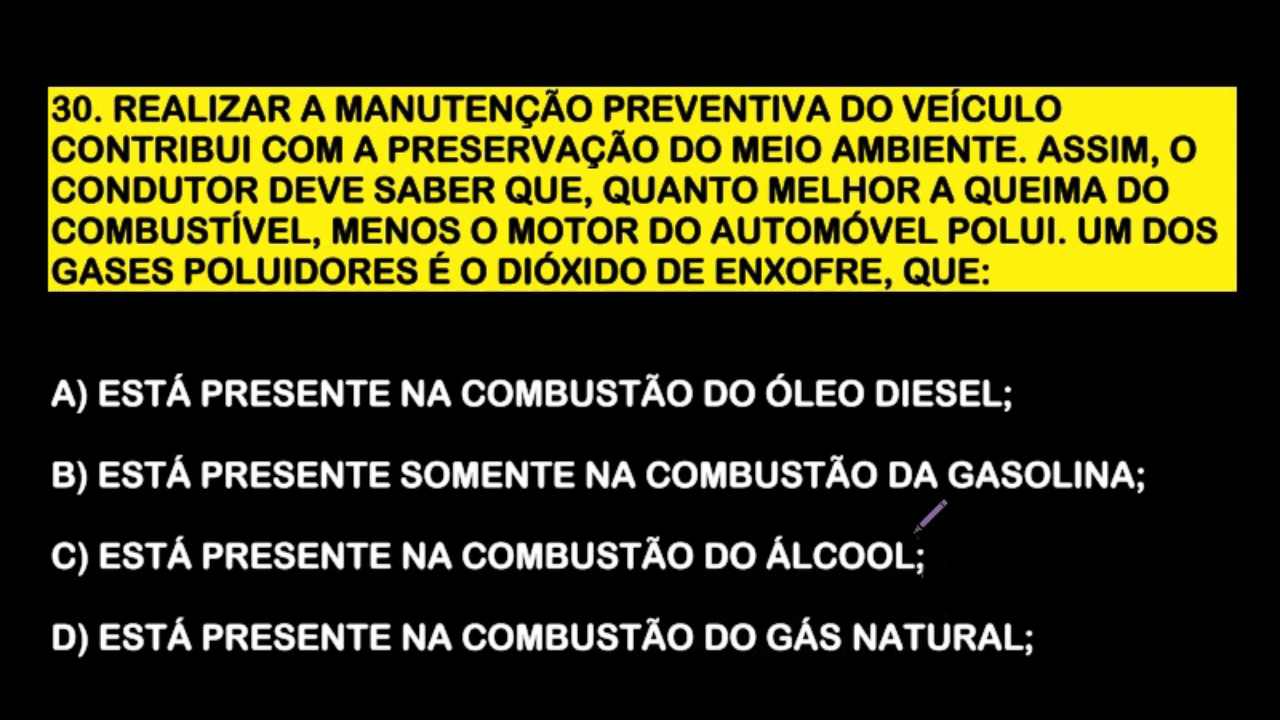 30. REALIZAR A MANUTENÇÃO PREVENTIVA DO VEÍCULO
CONTRIBUI COM A PRESERVAÇÃO DO MEIO AMBIENTE. ASSIM, O
CONDUTOR DEVE SABER QUE, QUANTO MELHOR A QUEIMA DO
COMBUSTÍVEL, MENOS O MOTOR DO AUTOMÓVEL POLUI. UM DOS
GASES POLUIDORES É O DIÓXIDO DE ENXOFRE, QUE:
A) ESTÁ PRESENTE NA COMBUSTÃO DO ÓLEO DIESEL;
B) ESTÁ PRESENTE SOMENTE NA COMBUSTÃO DA GASOLINA;
C) ESTÁ PRESENTE NA COMBUSTÃO DO ÁLCOOL;
D) ESTÁ PRESENTE NA COMBUSTÃO DO GÁS NATURAL;